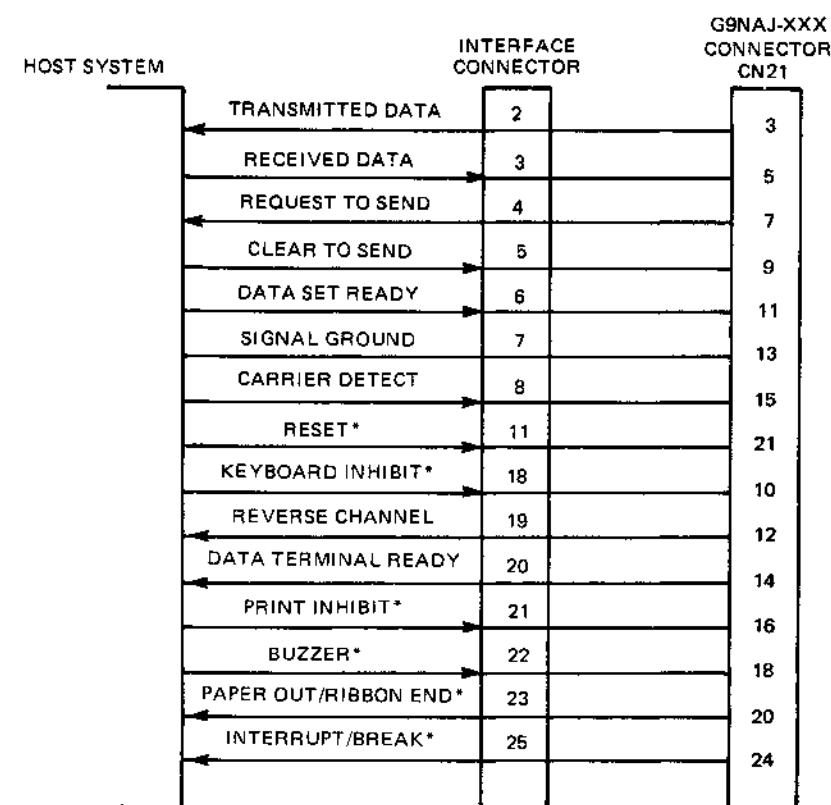 G9NAJ-XXX
INTERFACE CONNECTOR
HOST SYSTEM CONNECTOR CN21
TRANSMITTED DATA 2 3
RECEIVED DATA 3 5
REQUEST TO SEND 4 7
CLEAR TO SEND 5 9
DATA SET READY 6 11
SIGNAL GROUND 7 13
CARRIER DETECT 8 15
RESET* 11 21
KEYBOARD INHIBIT* 18 10
REVERSE CHANNEL 19 12
DATA TERMINAL READY 20 14
PRINT INHIBIT* 21 16
BUZZER* 22 18
PAPER OUT/RIBBON END* 23 20
INTERRUPT/BREAK* 25 24